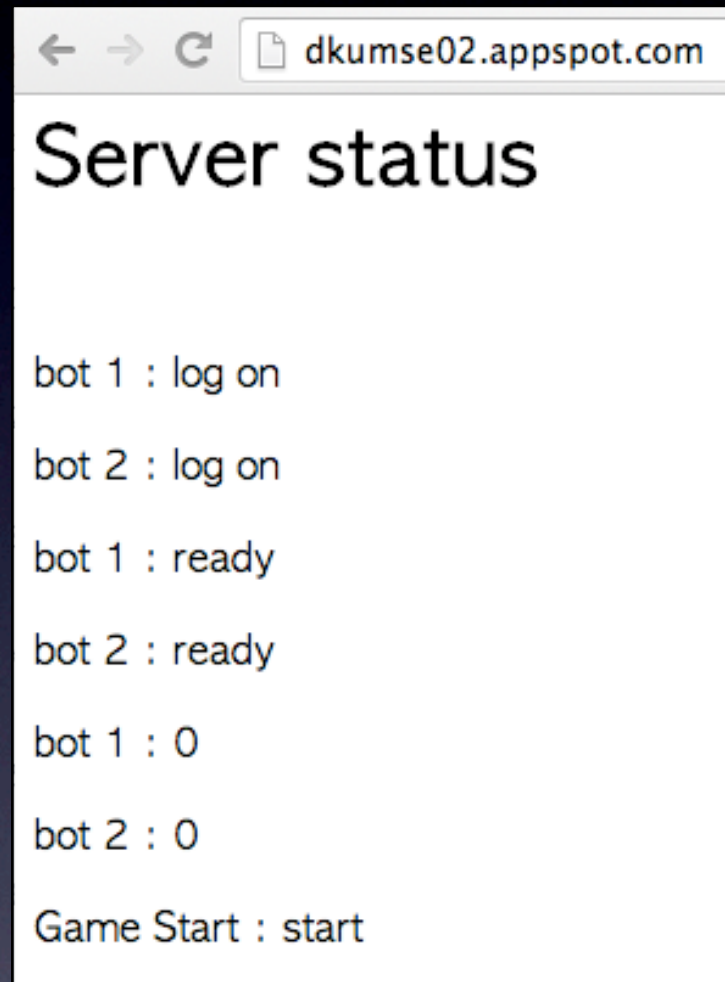 dkumse02.appspot.com
Server status
bot 1 : log on
bot 2 : log on
bot 1 : ready
bot 2 : ready
bot 1 : 0
bot 2 : 0
Game Start : start